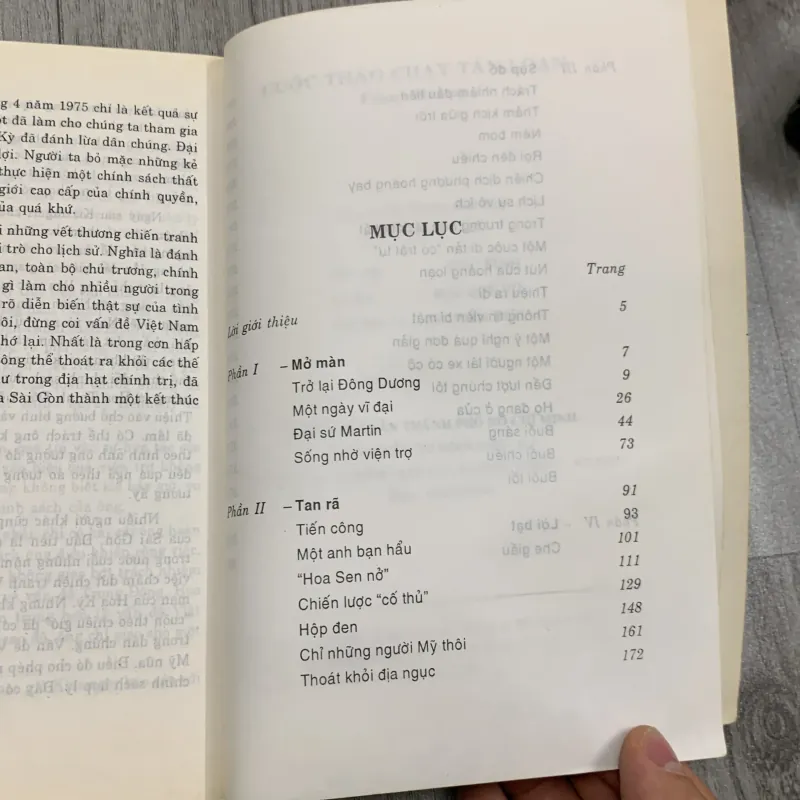 ng 4 năm 1975 chỉ là kết quả sự
ột đã làm cho chúng ta tham gia
Kỳ đã đánh lừa dân chúng. Đại
lợi. Người ta bỏ mặc những kẻ
thực hiện một chính sách thất
giới cao cấp của chính quyền,
ủa quá khứ.
i những vết thương chiến tranh
i trò cho lịch sử. Nghĩa là đánh
an, toàn bộ chủ trương, chính
gì làm cho nhiều người trong
rõ diễn biến thật sự của tình
ôi, đừng coi vấn đề Việt Nam
hớ lại. Nhất là trong cơn hấp
ông thể thoát ra khỏi các thế
ư trong địa hạt chính trị, đã
a Sài Gòn thành một kết thúc
MỤC LỤC
Trang
Lời giới thiệu 5
Phần I – Mở màn 7
Trở lại Đông Dương 9
Một ngày vĩ đại 26
Đại sứ Martin 44
Sống nhờ viện trợ 73
Phần II – Tan rã 91
Tiến công 93
Một anh bạn hẩu 101
“Hoa Sen nở” 111
Chiến lược “cố thủ” 129
Hộp đen 148
Chỉ những người Mỹ thôi 161
Thoát khỏi địa ngục 172